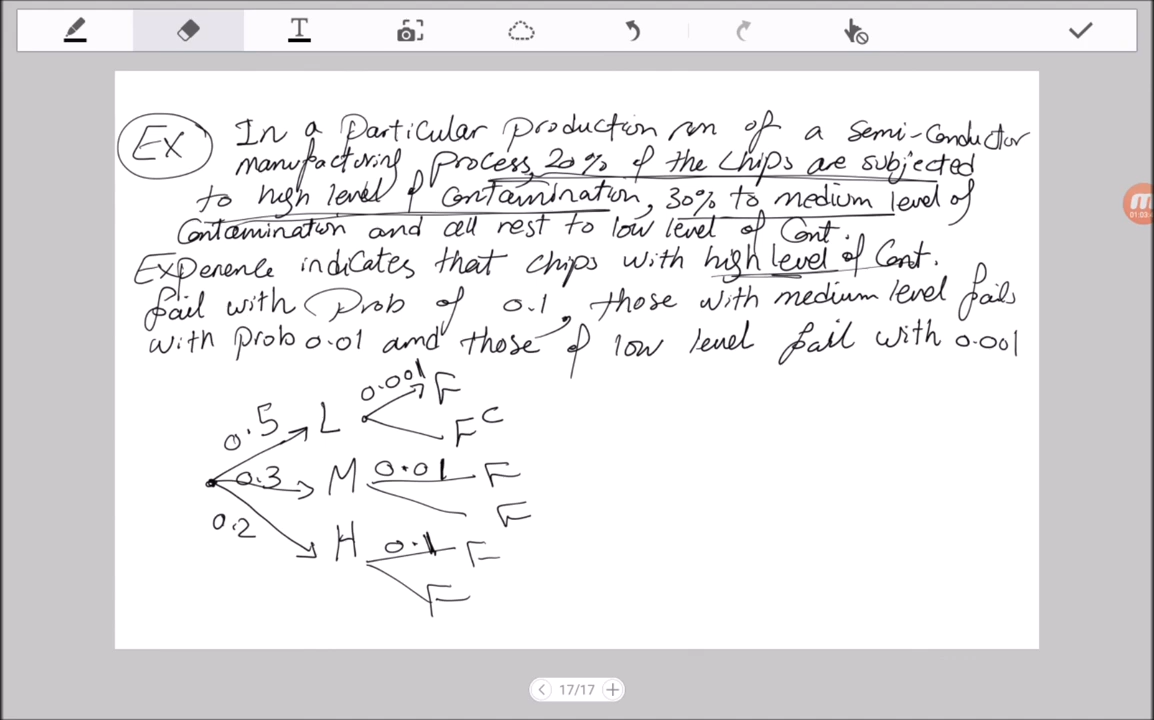 Ex
In a Particular production run of a Semi-Conductor
manufacturing Process, 20% of the chips are subjected
to high level of Contamination, 30% to medium level of
Contamination and all rest to low level of Cont.
Experence indicates that chips with high level of Cont.
fail with Prob of 0.1, those with medium level fails
with prob 0.01 and those of low level fail with 0.001
0.001 F
0.5 L
F^C
0.3 M 0.01 F
F
0.2
H 0.1 F
F
T
17/17
01:03:4